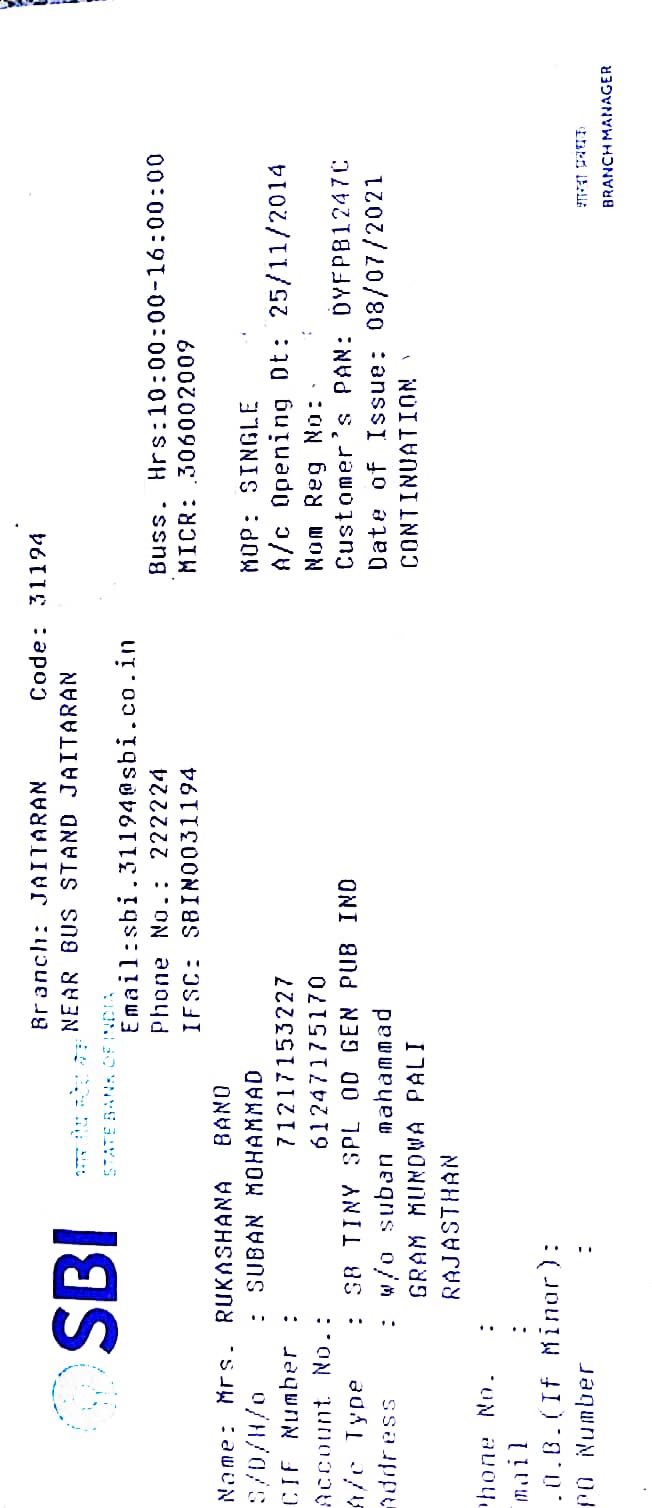 SBI
STATE BANK OF INDIA
Branch: JAITARAN Code: 31194
NEAR BUS STAND JAITARAN
Email:sbi.31194@sbi.co.in
Phone No.: 222224 Buss. Hrs:10:00:00-16:00:00
IFSC: SBIN0031194 MICR: 306002009
Name: Mrs. RUKASHANA BANO MOP: SINGLE
S/D/H/o : SUBAN MOHAMMAD A/c Opening Dt: 25/11/2014
CIF Number : 71217153227 Nom Reg No:
Account No.: 61247175170 Customer's PAN: DYFPB1247C
A/c Type : SB TINY SPL OD GEN PUB IND Date of Issue: 08/07/2021
Address : w/o suban mahammad CONTINUATION
GRAM MUNDWA PALI
RAJASTHAN
Phone No. :
mail :
.O.B.(If Minor):
PO Number :
BRANCH MANAGER